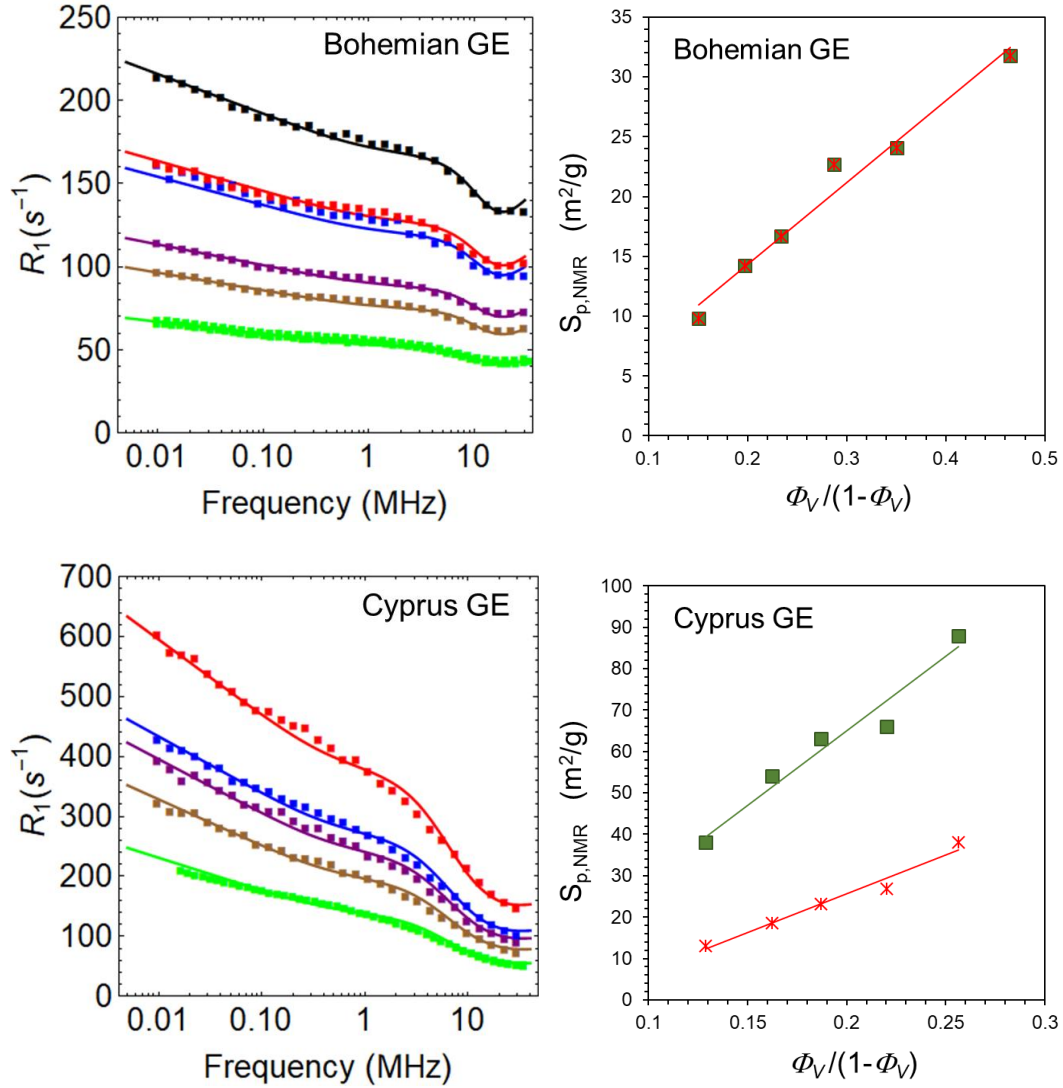 Bohemian GE
R₁(s⁻¹)
250
200
150
100
50
0
0.01 0.10 1 10
Frequency (MHz)
Bohemian GE
Sp,NMR (m²/g)
35
30
25
20
15
10
5
0
0.1 0.2 0.3 0.4 0.5
ΦV/(1-ΦV)
Cyprus GE
R₁(s⁻¹)
700
600
500
400
300
200
100
0
0.01 0.10 1 10
Frequency (MHz)
Cyprus GE
Sp,NMR (m²/g)
100
90
80
70
60
50
40
30
20
10
0
0.1 0.15 0.2 0.25 0.3
ΦV/(1-ΦV)